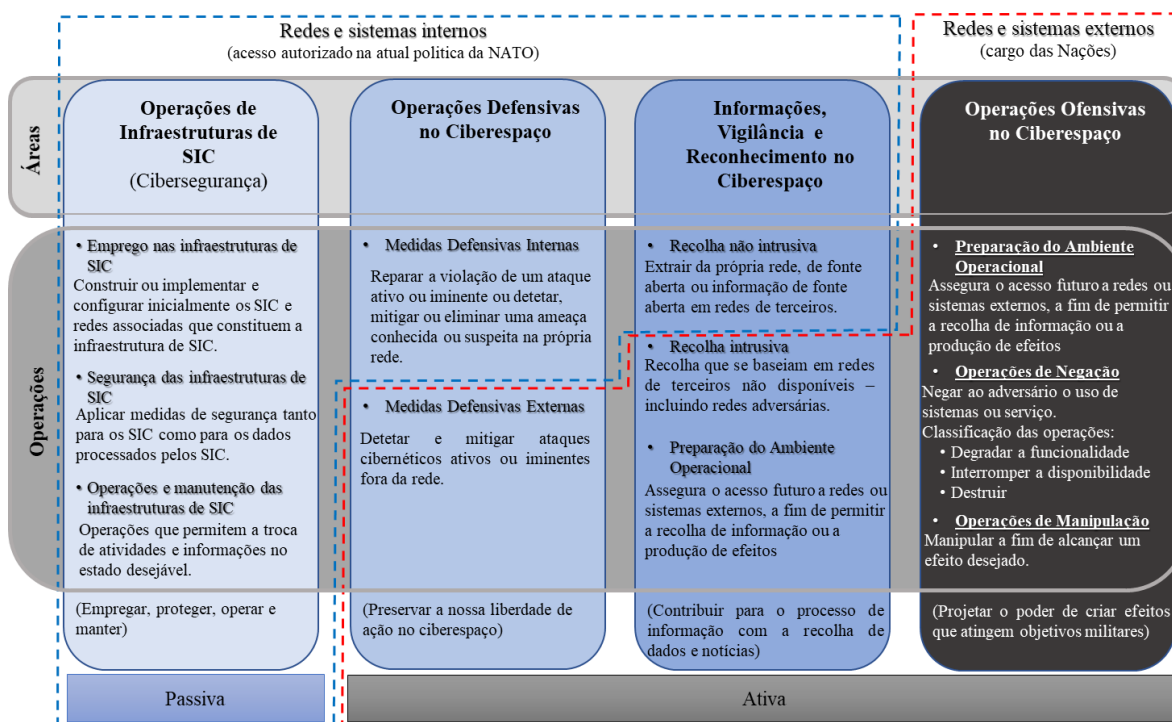 Redes e sistemas internos
(acesso autorizado na atual política da NATO)
Redes e sistemas externos
(cargo das Nações)
Áreas
Operações de
Infraestruturas de
SIC
(Cibersegurança)
Operações Defensivas
no Ciberespaço
Informações,
Vigilância e
Reconhecimento no
Ciberespaço
Operações Ofensivas
no Ciberespaço
Operações
• Emprego nas infraestruturas de
SIC
Construir ou implementar e
configurar inicialmente os SIC e
redes associadas que constituem a
infraestrutura de SIC.
• Segurança das infraestruturas de
SIC
Aplicar medidas de segurança tanto
para os SIC como para os dados
processados pelos SIC.
• Operações e manutenção das
infraestruturas de SIC
Operações que permitem a troca
de atividades e informações no
estado desejável.
(Empregar, proteger, operar e
manter)
• Medidas Defensivas Internas
Reparar a violação de um ataque
ativo ou iminente ou detetar,
mitigar ou eliminar uma ameaça
conhecida ou suspeita na própria
rede.
• Medidas Defensivas Externas
Detetar e mitigar ataques
cibernéticos ativos ou iminentes
fora da rede.
(Preservar a nossa liberdade de
ação no ciberespaço)
• Recolha não intrusiva
Extrair da própria rede, de fonte
aberta ou informação de fonte
aberta em redes de terceiros.
• Recolha intrusiva
Recolha que se baseiam em redes
de terceiros não disponíveis –
incluindo redes adversárias.
• Preparação do Ambiente
Operacional
Assegura o acesso futuro a redes ou
sistemas externos, a fim de permitir
a recolha de informação ou a
produção de efeitos
(Contribuir para o processo de
informação com a recolha de
dados e notícias)
• Preparação do Ambiente
Operacional
Assegura o acesso futuro a redes ou
sistemas externos, a fim de permitir
a recolha de informação ou a
produção de efeitos
• Operações de Negação
Negar ao adversário o uso de
sistemas ou serviço.
Classificação das operações:
• Degradar a funcionalidade
• Interromper a disponibilidade
• Destruir
• Operações de Manipulação
Manipular a fim de alcançar um
efeito desejado.
(Projetar o poder de criar efeitos
que atingem objetivos militares)
Passiva
Ativa